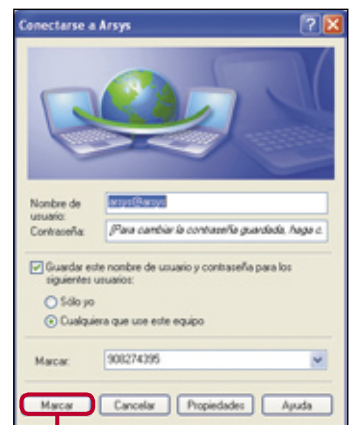 Conectarse a Arsys
Nombre de
usuario:
arsys@arsys
Contraseña:
[Para cambiar la contraseña guardada, haga c.
Guardar este nombre de usuario y contraseña para los
siguientes usuarios:
Sólo yo
Cualquiera que use este equipo
Marcar:
908274395
Marcar
Cancelar
Propiedades
Ayuda